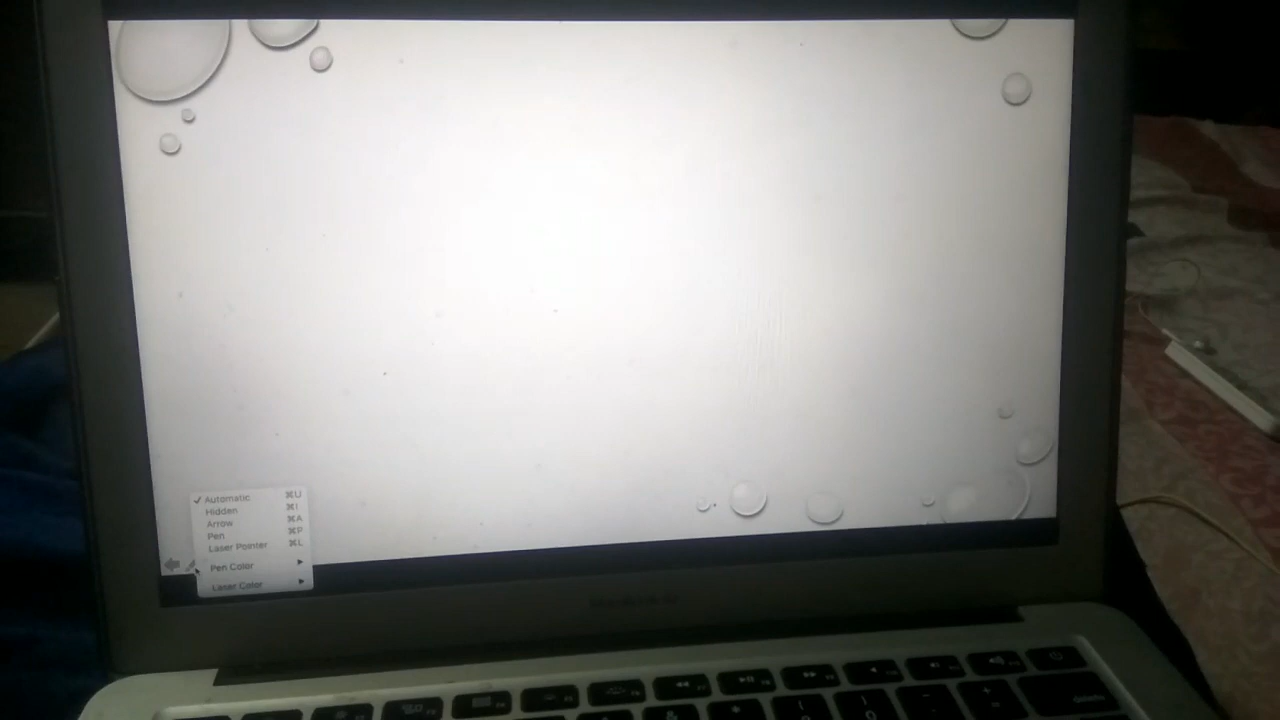 ✓ Automatic ⌘U
Hidden ⌘I
Arrow ⌘A
Pen ⌘P
Laser Pointer ⌘L
Pen Color
Laser Color